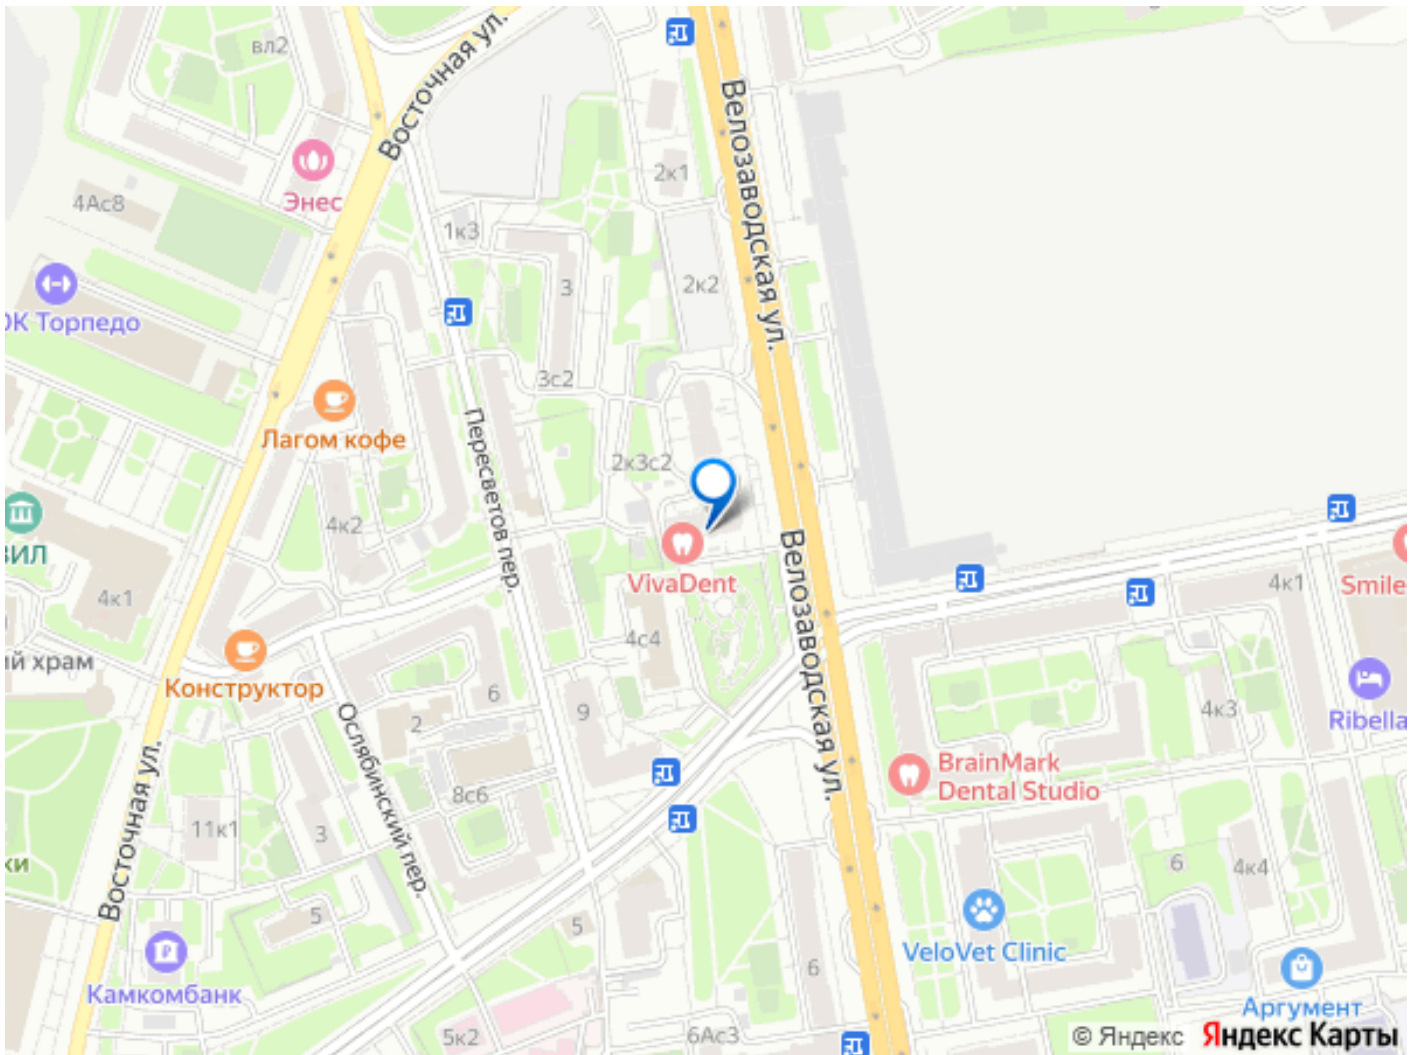 вл2
Восточная ул.
Велозаводская ул.
Энес
4Ас8
2к1
1к3
3
2к2
ОК Торпедо
3с2
Лагом кофе
Пересветов пер.
2к3с2
4к2
ЗИЛ
VivaDent
Велозаводская ул.
4к1
4к1
Smile
4с4
ий храм
Конструктор
6
9
2
4к3
Ribella
Ослябинский пер.
BrainMark
Dental Studio
8с6
Восточная ул.
11к1
3
ки
6
4к4
5
5
VeloVet Clinic
Камкомбанк
6
Аргумент
5к2
6Ас3
© Яндекс Яндекс Карты